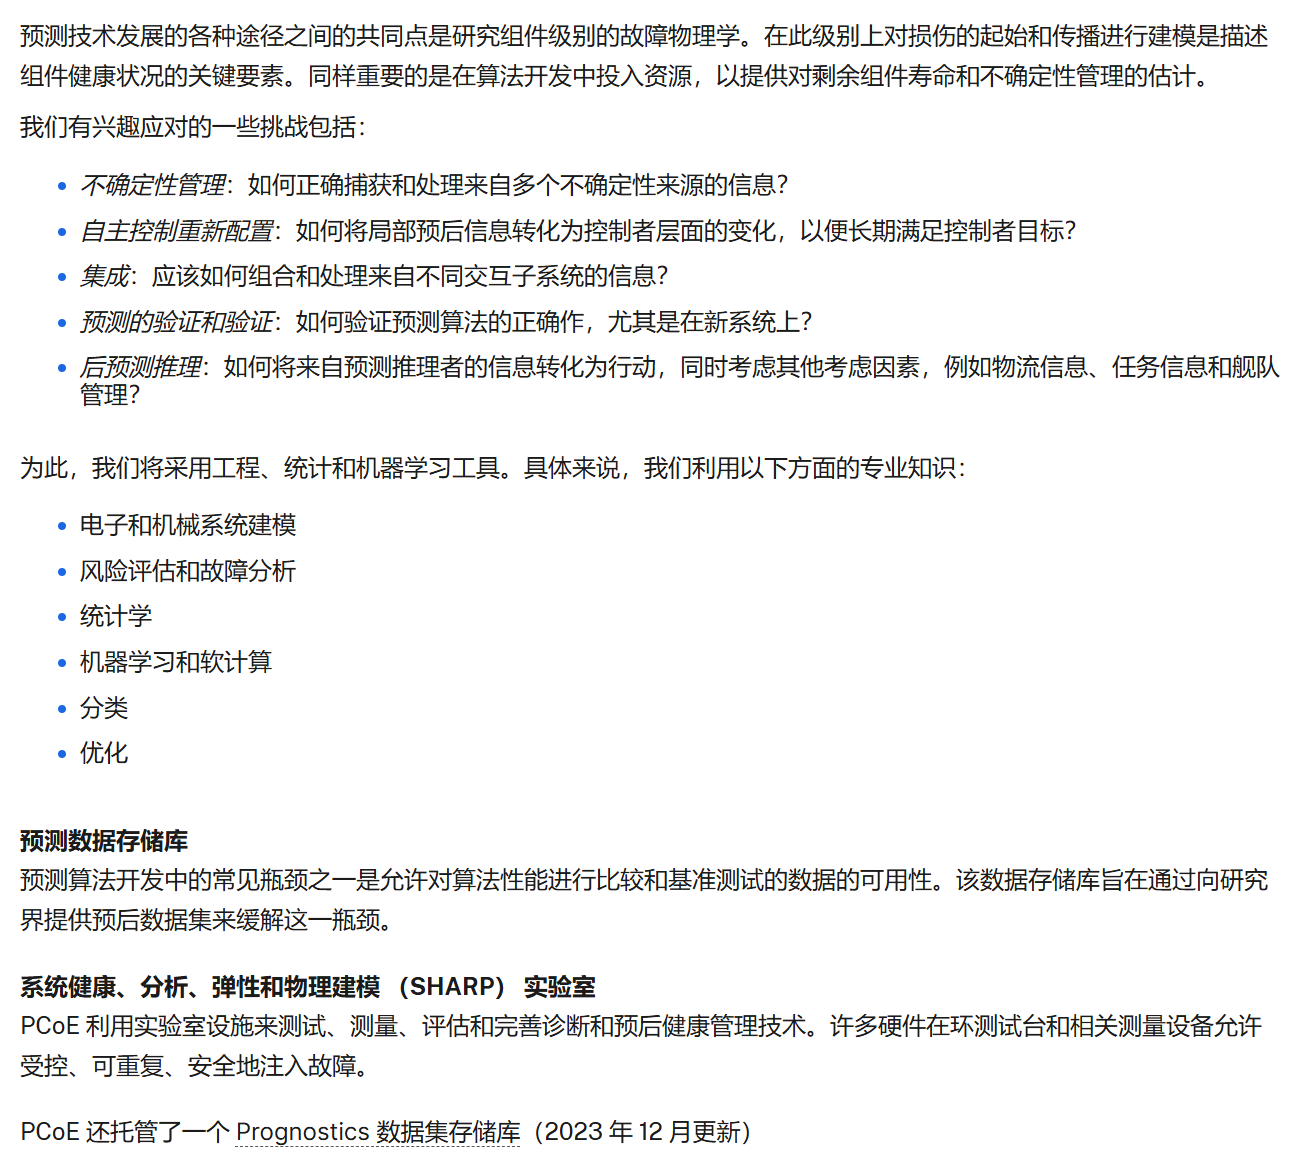 预测技术发展的各种途径之间的共同点是研究组件级别的故障物理学。在此级别上对损伤的起始和传播进行建模是描述
组件健康状况的关键要素。同样重要的是在算法开发中投入资源，以提供对剩余组件寿命和不确定性管理的估计。
我们有兴趣应对的一些挑战包括：
不确定性管理：如何正确捕获和处理来自多个不确定性来源的信息？
自主控制重新配置：如何将局部预后信息转化为控制者层面的变化，以便长期满足控制者目标？
集成：应该如何组合和处理来自不同交互子系统的信息？
预测的验证和验证：如何验证预测算法的正确作，尤其是在新系统上？
后预测推理：如何将来自预测推理者的信息转化为行动，同时考虑其他考虑因素，例如物流信息、任务信息和舰队
管理？
为此，我们将采用工程、统计和机器学习工具。具体来说，我们利用以下方面的专业知识：
电子和机械系统建模
风险评估和故障分析
统计学
机器学习和软计算
分类
优化
预测数据存储库
预测算法开发中的常见瓶颈之一是允许对算法性能进行比较和基准测试的数据的可用性。该数据存储库旨在通过向研究
界提供预后数据集来缓解这一瓶颈。
系统健康、分析、弹性和物理建模 （SHARP） 实验室
PCoE 利用实验室设施来测试、测量、评估和完善诊断和预后健康管理技术。许多硬件在环测试台和相关测量设备允许
受控、可重复、安全地注入故障。
PCoE 还托管了一个 Prognostics 数据集存储库（2023 年 12 月更新）